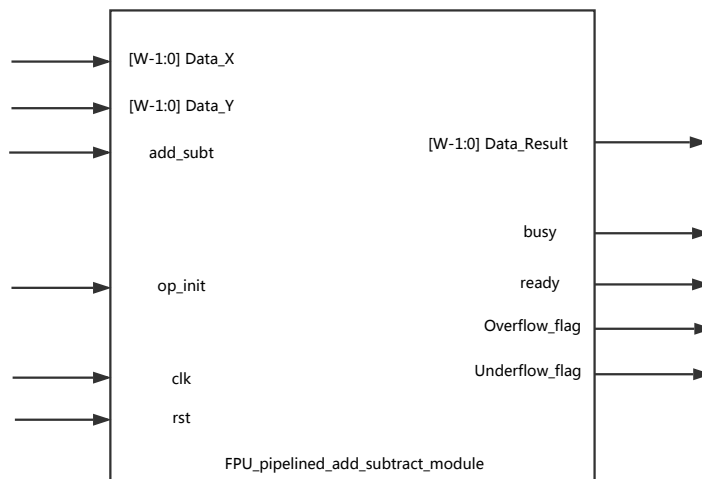 [W-1:0] Data_X
[W-1:0] Data_Y
add_subt
[W-1:0] Data_Result
busy
op_init
ready
Overflow_flag
Underflow_flag
clk
rst
FPU_pipelined_add_subtract_module